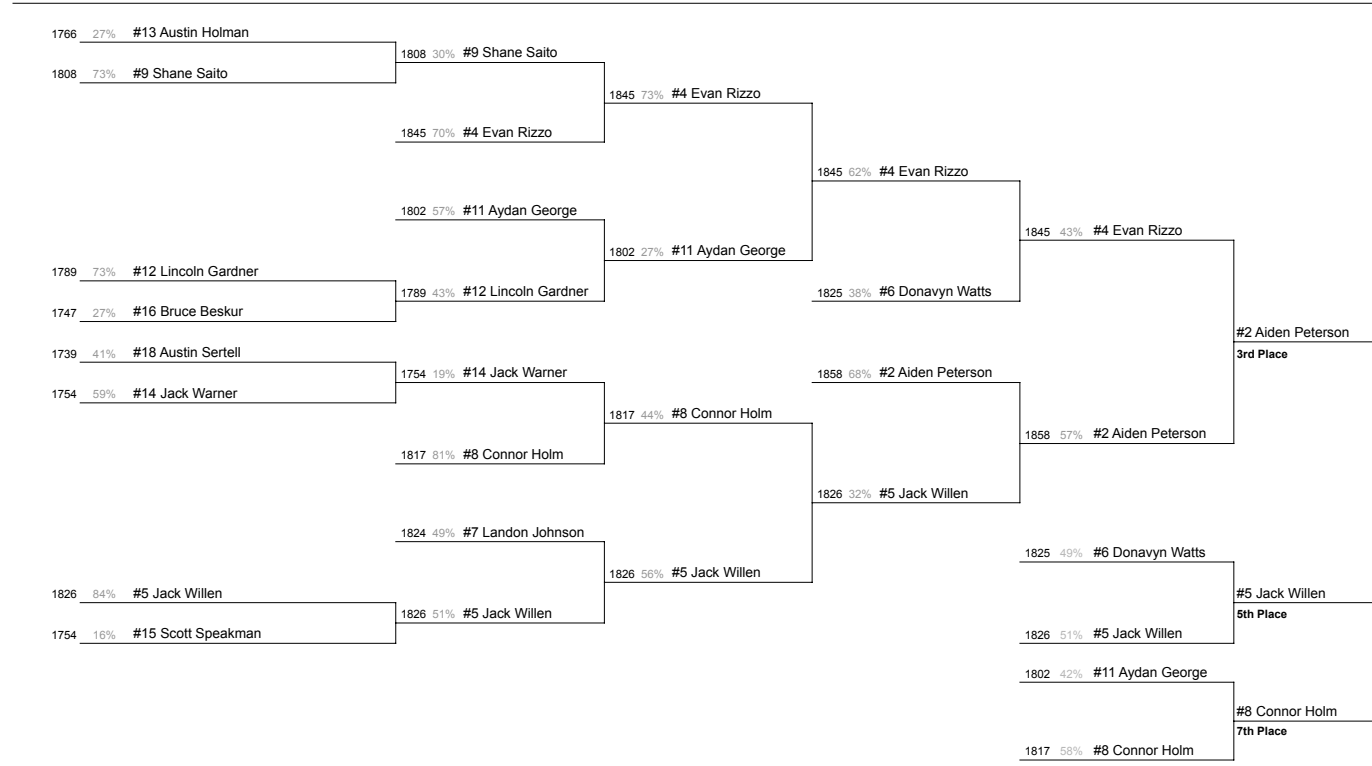 1766 27% #13 Austin Holman
1808 30% #9 Shane Saito
1808 73% #9 Shane Saito
1845 73% #4 Evan Rizzo
1845 70% #4 Evan Rizzo
1845 62% #4 Evan Rizzo
1802 57% #11 Aydan George
1845 43% #4 Evan Rizzo
1802 27% #11 Aydan George
1789 73% #12 Lincoln Gardner
1789 43% #12 Lincoln Gardner
1825 38% #6 Donavyn Watts
1747 27% #16 Bruce Beskur
#2 Aiden Peterson
3rd Place
1739 41% #18 Austin Sertell
1754 19% #14 Jack Warner
1858 68% #2 Aiden Peterson
1754 59% #14 Jack Warner
1817 44% #8 Connor Holm
1858 57% #2 Aiden Peterson
1817 81% #8 Connor Holm
1826 32% #5 Jack Willen
1824 49% #7 Landon Johnson
1825 49% #6 Donavyn Watts
1826 56% #5 Jack Willen
1826 84% #5 Jack Willen
#5 Jack Willen
5th Place
1826 51% #5 Jack Willen
1754 16% #15 Scott Speakman
1826 51% #5 Jack Willen
1802 42% #11 Aydan George
#8 Connor Holm
7th Place
1817 58% #8 Connor Holm